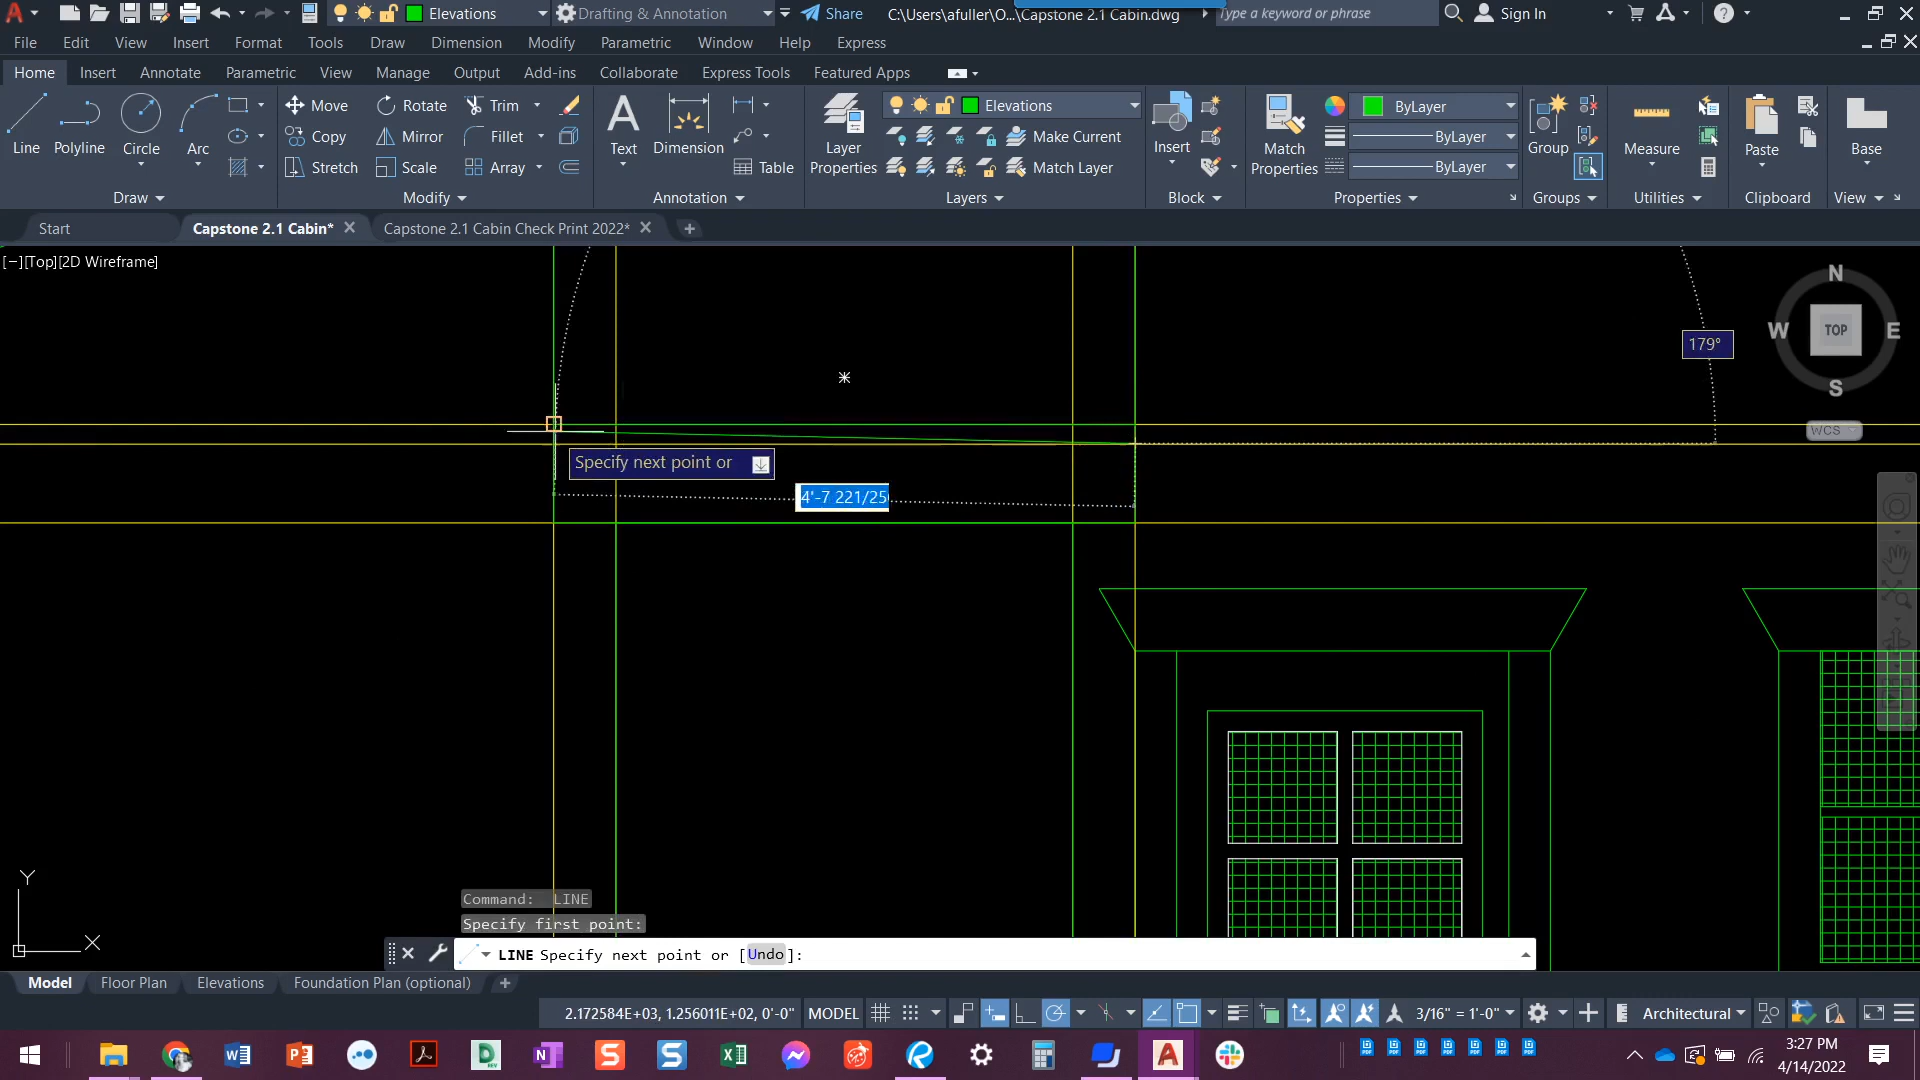 Elevations
Drafting & Annotation
Share
C:\Users\afuller\O...\Capstone 2.1 Cabin.dwg
Type a keyword or phrase
Sign In
File Edit View Insert Format Tools Draw Dimension Modify Parametric Window Help Express
Home Insert Annotate Parametric View Manage Output Add-ins Collaborate Express Tools Featured Apps
Line Polyline Circle Arc
Move Rotate Trim
Copy Mirror Fillet
Stretch Scale Array
Text Dimension
Table
Layer Properties
Elevations
Make Current
Match Layer
Insert
Match Properties
ByLayer
ByLayer
ByLayer
Group
Measure
Paste
Base
Draw Modify Annotation Layers Block Properties Groups Utilities Clipboard View
Start Capstone 2.1 Cabin* Capstone 2.1 Cabin Check Print 2022*
[−][Top][2D Wireframe]
N
W TOP E
S
179°
WCS
Specify next point or
4'-7 221/25
Y
X
Command: LINE
Specify first point:
LINE Specify next point or [Undo]:
Model Floor Plan Elevations Foundation Plan (optional)
2.172584E+03, 1.256011E+02, 0'-0" MODEL 3/16" = 1'-0" Architectural
3:27 PM
4/14/2022